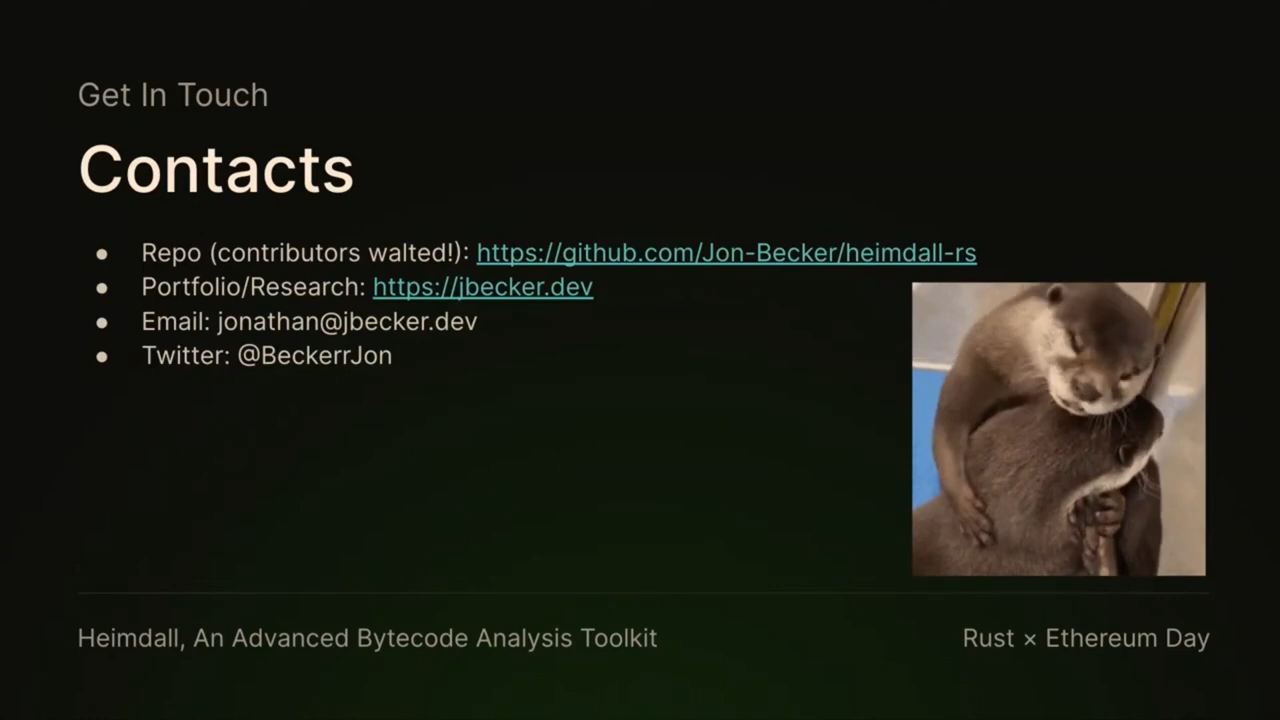 Get In Touch
Contacts
● Repo (contributors walted!): https://github.com/Jon-Becker/heimdall-rs
● Portfolio/Research: https://jbecker.dev
● Email: jonathan@jbecker.dev
● Twitter: @BeckerrJon
Heimdall, An Advanced Bytecode Analysis Toolkit
Rust × Ethereum Day